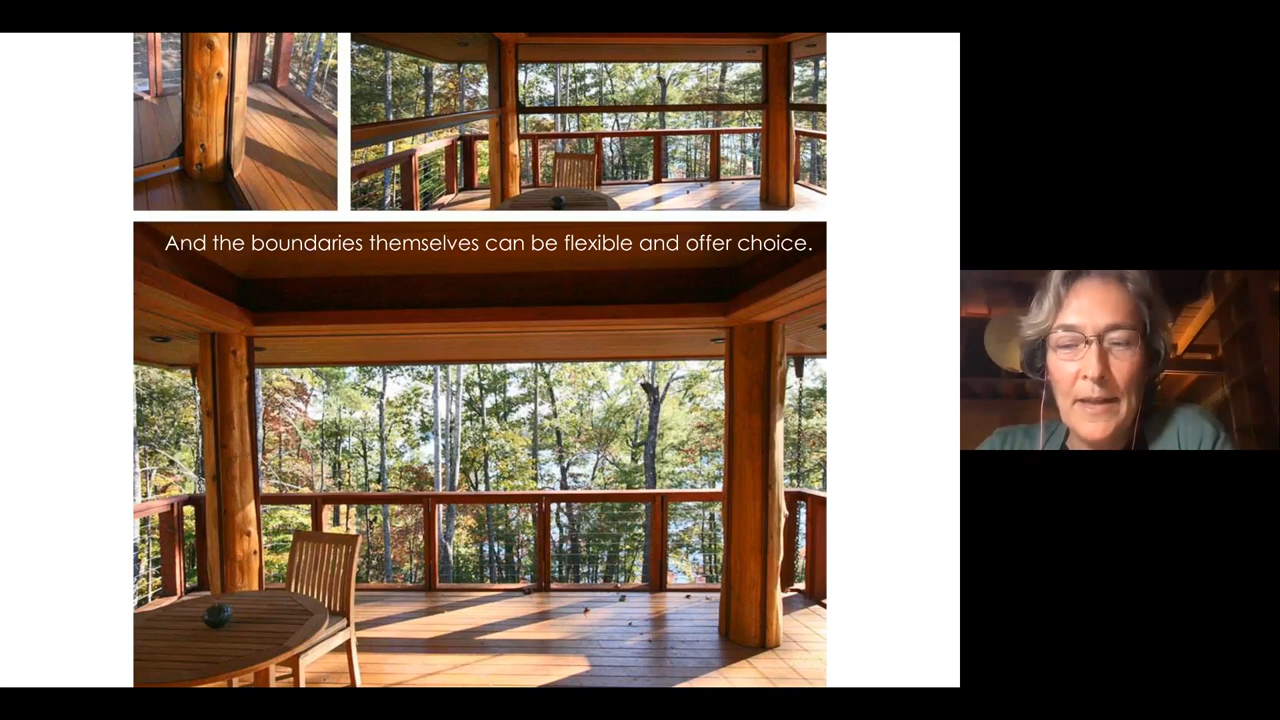 And the boundaries themselves can be flexible and offer choice.